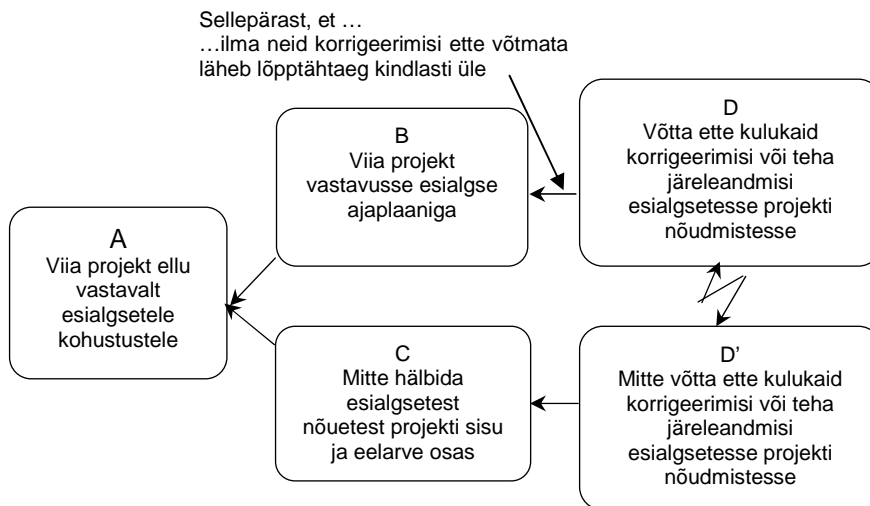 Sellepärast, et …
…ilma neid korrigeerimisi ette võtmata
läheb lõpptähtaeg kindlasti üle
B
Viia projekt
vastavusse esialgse
ajaplaaniga
D
Võtta ette kulukaid
korrigeerimisi või teha
järeleandmisi
esialgsetesse projekti
nõudmistesse
A
Viia projekt ellu
vastavalt
esialgsetele
kohustustele
C
Mitte hälbida
esialgsetest
nõuetest projekti sisu
ja eelarve osas
D’
Mitte võtta ette kulukaid
korrigeerimisi või teha
järeleandmisi
esialgsetesse projekti
nõudmistesse